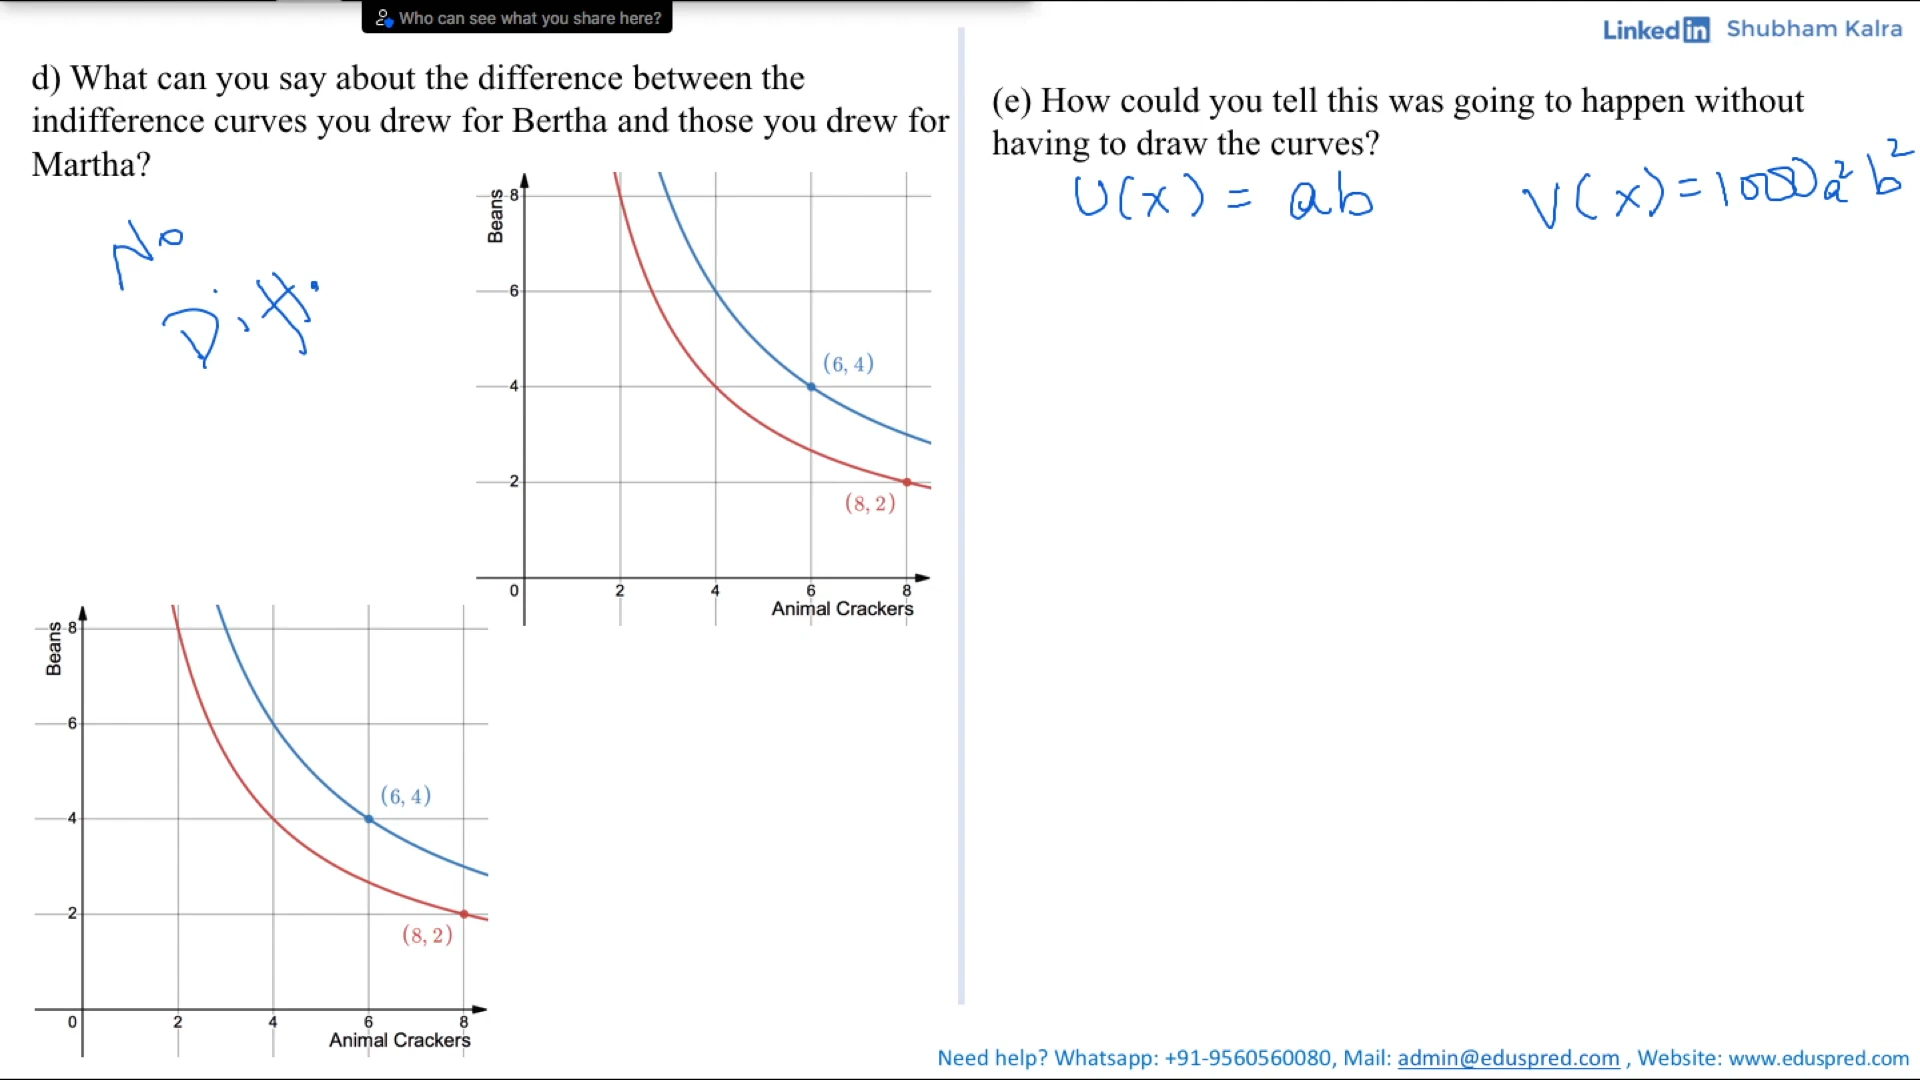 Who can see what you share here?
Linked in Shubham Kalra
d) What can you say about the difference between the
indifference curves you drew for Bertha and those you drew for
Martha?
No
Diff.
Beans
8
6
4
2
0
2 4 6 8
Animal Crackers
(6, 4)
(8, 2)
Beans
8
6
4
2
0
2 4 6 8
Animal Crackers
(6, 4)
(8, 2)
(e) How could you tell this was going to happen without
having to draw the curves?
U(x) = ab V(x) = 1000a²b²
Need help? Whatsapp: +91-9560560080, Mail: admin@eduspred.com , Website: www.eduspred.com